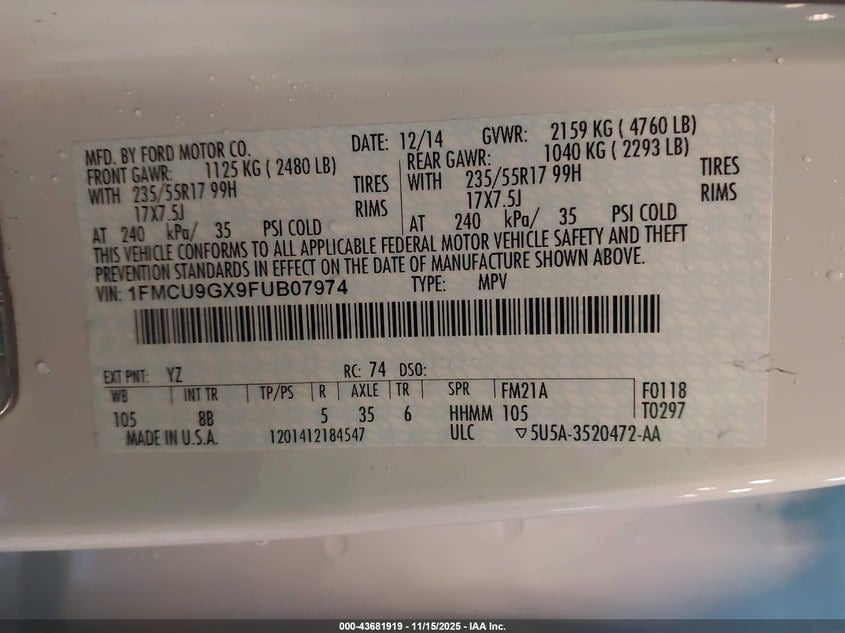 MFD. BY FORD MOTOR CO. DATE: 12/14 GVWR: 2159 KG ( 4760 LB)
FRONT GAWR: 1125 KG ( 2480 LB) REAR GAWR: 1040 KG ( 2293 LB)
WITH 235/55R17 99H TIRES WITH 235/55R17 99H TIRES
17X7.5J RIMS 17X7.5J RIMS
AT 240 kPa/ 35 PSI COLD AT 240 kPa/ 35 PSI COLD
THIS VEHICLE CONFORMS TO ALL APPLICABLE FEDERAL MOTOR VEHICLE SAFETY AND THEFT
PREVENTION STANDARDS IN EFFECT ON THE DATE OF MANUFACTURE SHOWN ABOVE.
VIN: 1FMCU9GX9FUB07974 TYPE: MPV
EXT PNT: YZ RC: 74 DSO:
WB INT TR TP/PS R AXLE TR SPR FM21A F0118
105 8B 5 35 6 HHMM 105 T0297
MADE IN U.S.A. 1201412184547 ULC ▽5U5A-3520472-AA
000-43681919 - 11/15/2025 - IAA Inc.